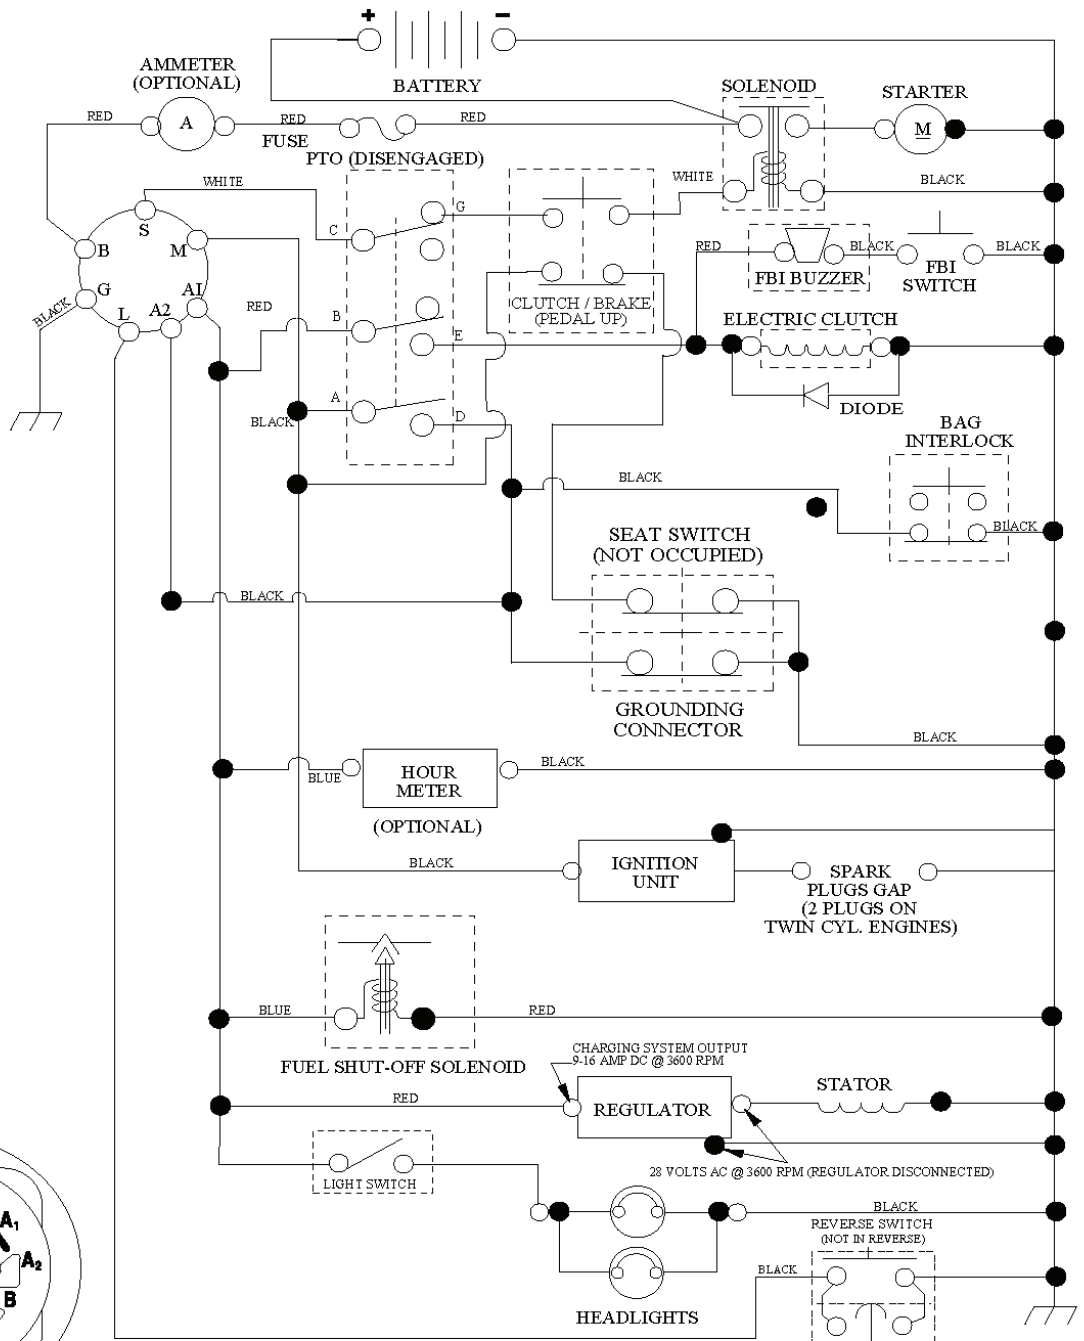 + −
BATTERY
AMMETER
(OPTIONAL)
RED
A
RED
FUSE
RED
PTO (DISENGAGED)
SOLENOID
STARTER
M
WHITE
WHITE
BLACK
S
B
M
G
A1
A2
L
BLACK
RED
C
G
B
E
A
D
BLACK
CLUTCH / BRAKE
(PEDAL UP)
RED
BLACK
BLACK
FBI BUZZER
FBI
SWITCH
ELECTRIC CLUTCH
DIODE
BAG
INTERLOCK
BLACK
BLACK
SEAT SWITCH
(NOT OCCUPIED)
BLACK
GROUNDING
CONNECTOR
BLACK
BLUE
HOUR
METER
BLACK
(OPTIONAL)
BLACK
IGNITION
UNIT
SPARK
PLUGS GAP
(2 PLUGS ON
TWIN CYL. ENGINES)
BLUE
RED
FUEL SHUT-OFF SOLENOID
CHARGING SYSTEM OUTPUT
9-16 AMP DC @ 3600 RPM
RED
REGULATOR
STATOR
28 VOLTS AC @ 3600 RPM (REGULATOR DISCONNECTED)
LIGHT SWITCH
BLACK
REVERSE SWITCH
(NOT IN REVERSE)
BLACK
HEADLIGHTS
A₁
A₂
B